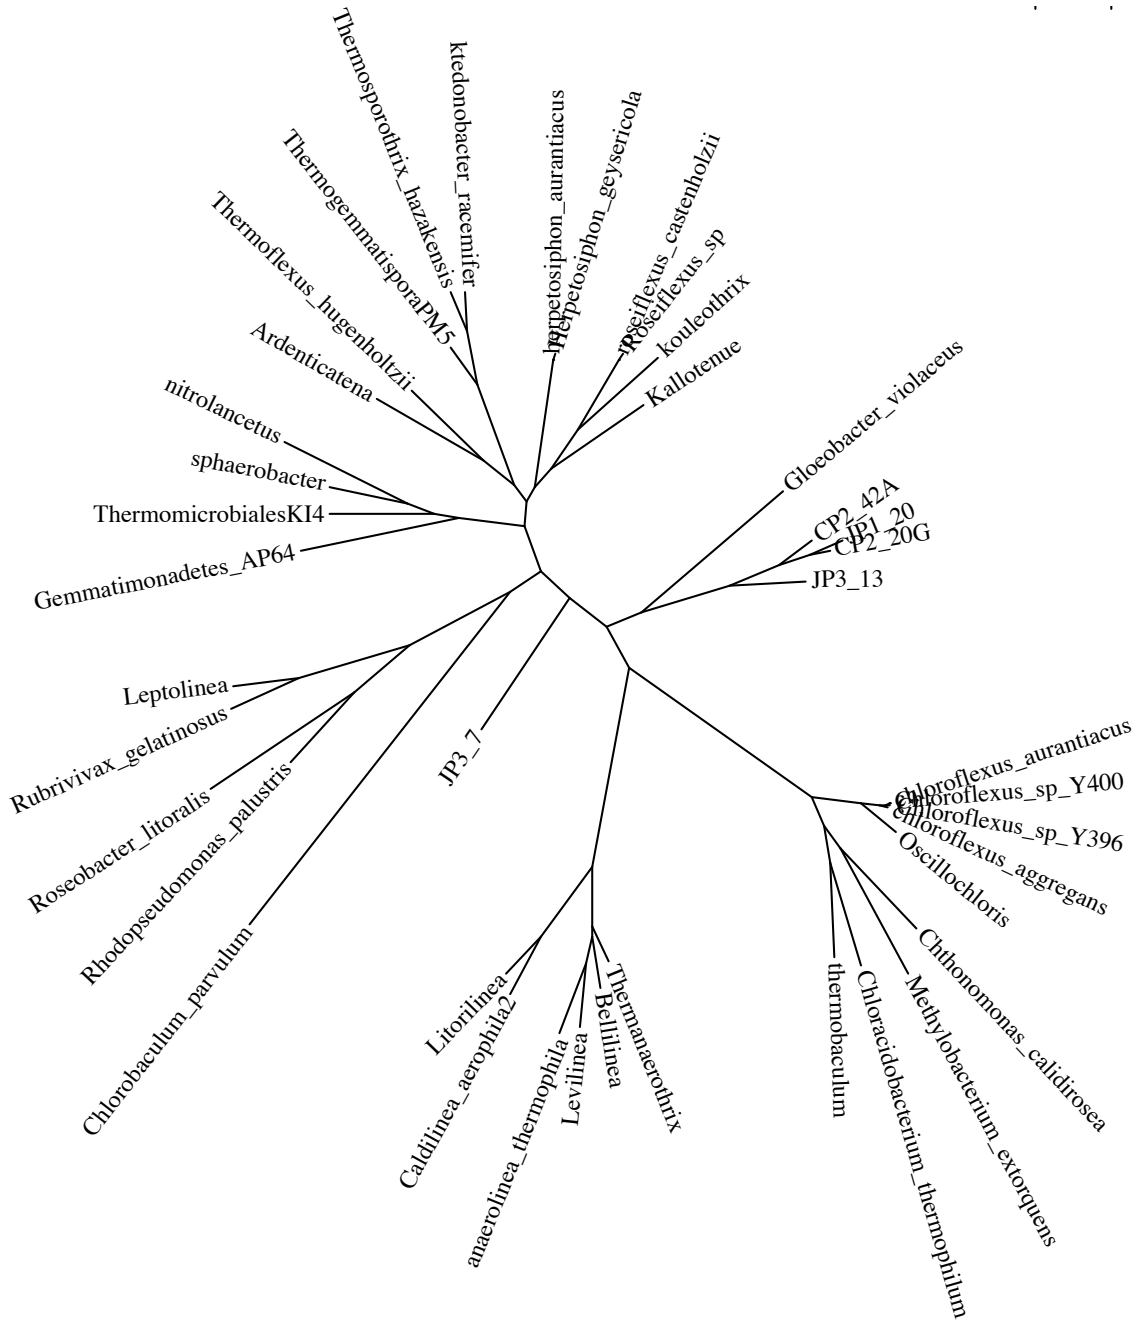 Thermosporothrix_hazakensis
ktedonobacter_racemifer
herpetosiphon_aurantiacus
Herpetosiphon_geysericola
roseiflexus_castenholzii
Roseiflexus_sp
kouleothrix
Kallotenue
ThermogemmatisporaPM5
Thermoflexus_hugenholtzii
Ardenticatena
nitrolancetus
sphaerobacter
ThermomicrobialesKI4
Gemmatimonadetes_AP64
Gloeobacter_violaceus
CP2_42A
JP1_20
CP2_20G
JP3_13
Leptolinea
Rubrivivax_gelatinosus
Roseobacter_litoralis
Rhodopseudomonas_palustris
Chlorobaculum_parvulum
JP3_7
chloroflexus_aurantiacus
Chloroflexus_sp_Y400
Chloroflexus_sp_Y396
chloroflexus_aggregans
Oscillochloris
Chthonomonas_calidirosea
Methylobacterium_extorquens
Chloracidobacterium_thermophilum
thermobaculum
Litorilinea
Caldilinea_aerophila2
anaerolinea_thermophila
Levilinea
Bellilinea
Thermanaerothrix